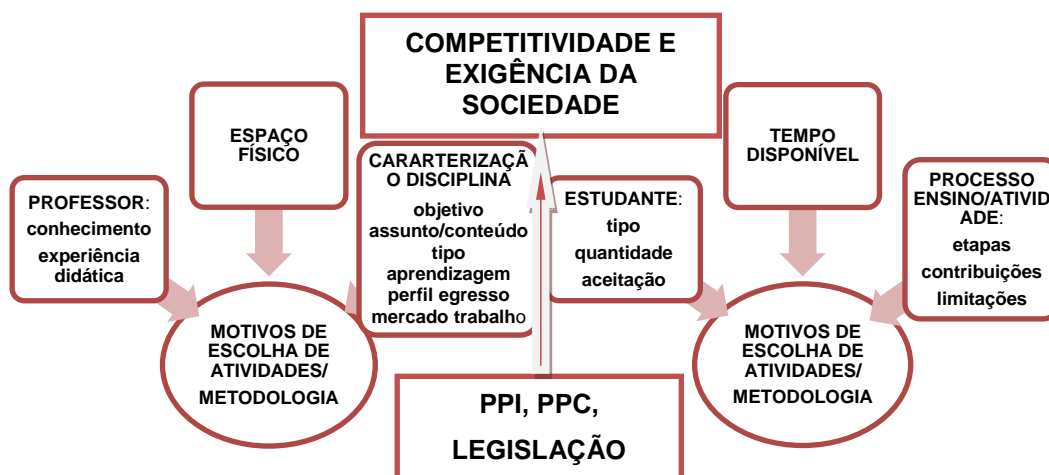 COMPETITIVIDADE E
EXIGÊNCIA DA
SOCIEDADE
ESPAÇO
FÍSICO
TEMPO
DISPONÍVEL
PROFESSOR:
conhecimento
experiência
didática
CARARTERIZAÇÃ
O DISCIPLINA
objetivo
assunto/conteúdo
tipo
aprendizagem
perfil egresso
mercado trabalho
ESTUDANTE:
tipo
quantidade
aceitação
PROCESSO
ENSINO/ATIVID
ADE:
etapas
contribuições
limitações
MOTIVOS DE
ESCOLHA DE
ATIVIDADES/
METODOLOGIA
MOTIVOS DE
ESCOLHA DE
ATIVIDADES/
METODOLOGIA
PPI, PPC,
LEGISLAÇÃO